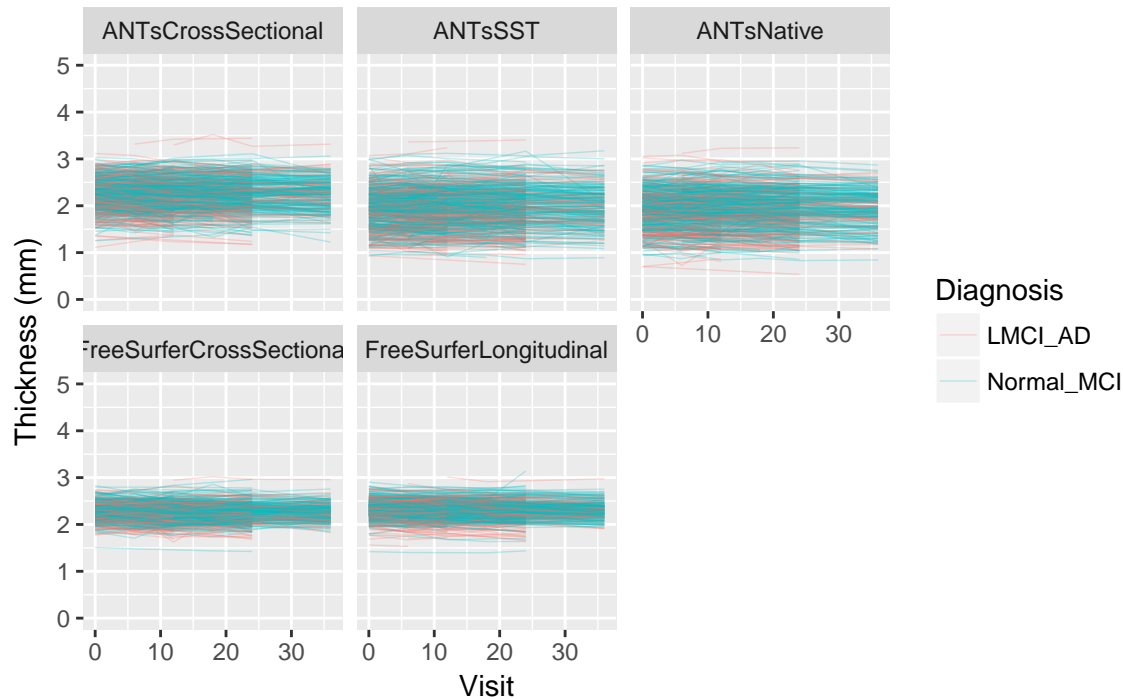 ANTsCrossSectional ANTsSST ANTsNative
5
4
3
2
1
0
0 10 20 30
FreeSurferCrossSectiona FreeSurferLongitudinal
5
4
3
2
1
0
0 10 20 30 0 10 20 30
Visit
Thickness (mm)
Diagnosis
LMCI_AD
Normal_MCI